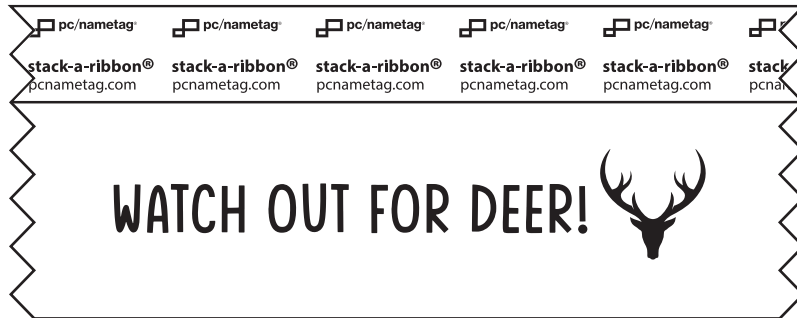 pc/nametag® pc/nametag® pc/nametag® pc/nametag® pc/nametag®
stack-a-ribbon® stack-a-ribbon® stack-a-ribbon® stack-a-ribbon® stack-a-ribbon® stack
pcnametag.com pcnametag.com pcnametag.com pcnametag.com pcnametag.com
WATCH OUT FOR DEER!